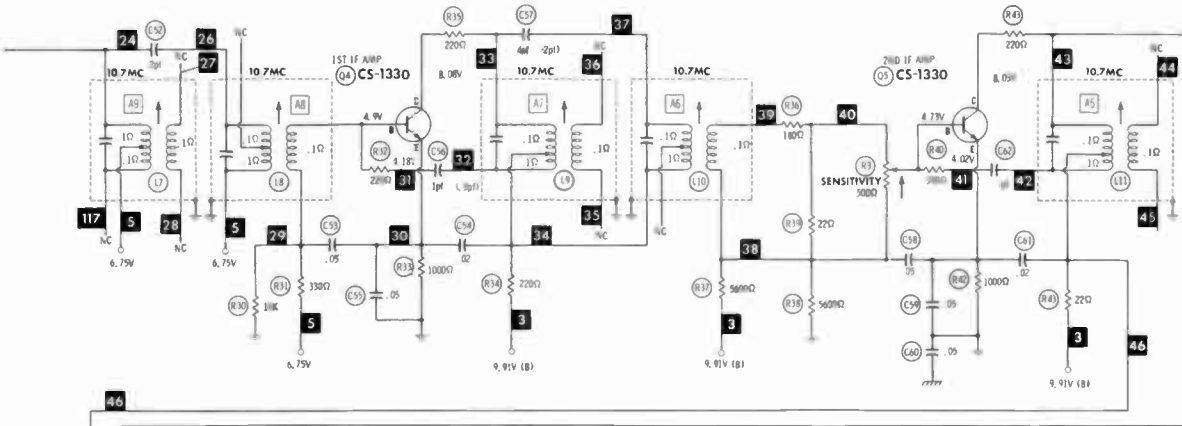 R35
C57
37
R43
24
C52
26
220Ω
4pf
33
NC
220Ω
43
NC
2pf
NC
27
NC
1ST IF AMP
Q4 CS-1330
8.08V
36
2ND IF AMP
Q5 CS-1330
44
10.7MC
10.7MC
10.7MC
10.7MC
10.7MC
A9
A8
A7
A6
A5
39
R36
40
4.9V
C
B
E
180Ω
4.73V
C
B
E
.1Ω
.1Ω
.1Ω
.1Ω
.1Ω
.1Ω
R32
4.18V
C56
32
.1Ω
.1Ω
.1Ω
.1Ω
.1Ω
.1Ω
R3
R40
4.02V
C62
.1Ω
.1Ω
.1Ω
220Ω
31
1pf
SENSITIVITY
500Ω
41
42
L7
L8
L9
L10
L11
117
5
28
5
35
R39
22Ω
45
NC
NC
NC
NC
NC
6.75V
6.75V
29
C53
30
C54
34
38
C58
C61
.05
.02
.05
.02
R30
R31
330Ω
C55
.05
R33
1000Ω
R34
220Ω
R37
5600Ω
R38
5600Ω
C59
.05
R42
1000Ω
R43
22Ω
5
3
3
C60
.05
3
46
6.75V
9.91V (B)
9.91V (B)
9.91V (B)
46